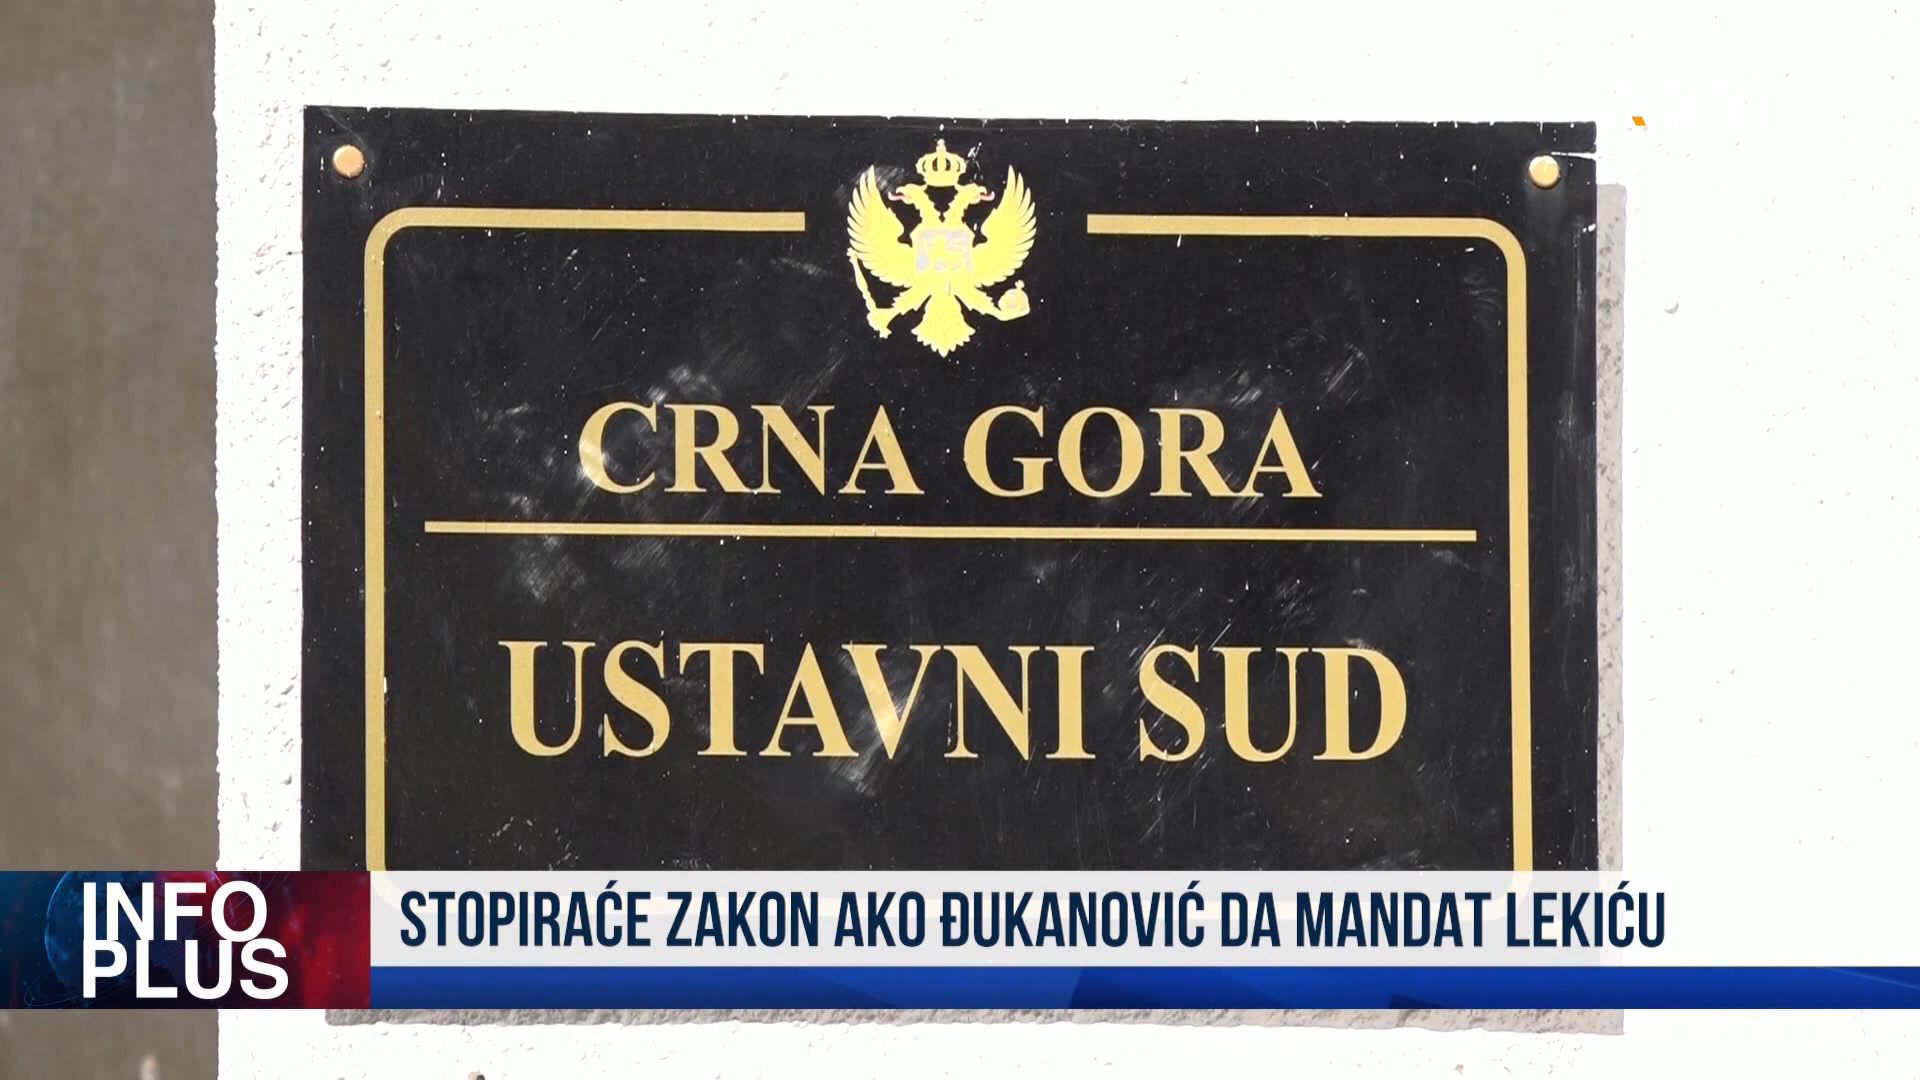 CRNA GORA
USTAVNI SUD
INFO
PLUS
STOPIRAĆE ZAKON AKO ĐUKANOVIĆ DA MANDAT LEKIĆU